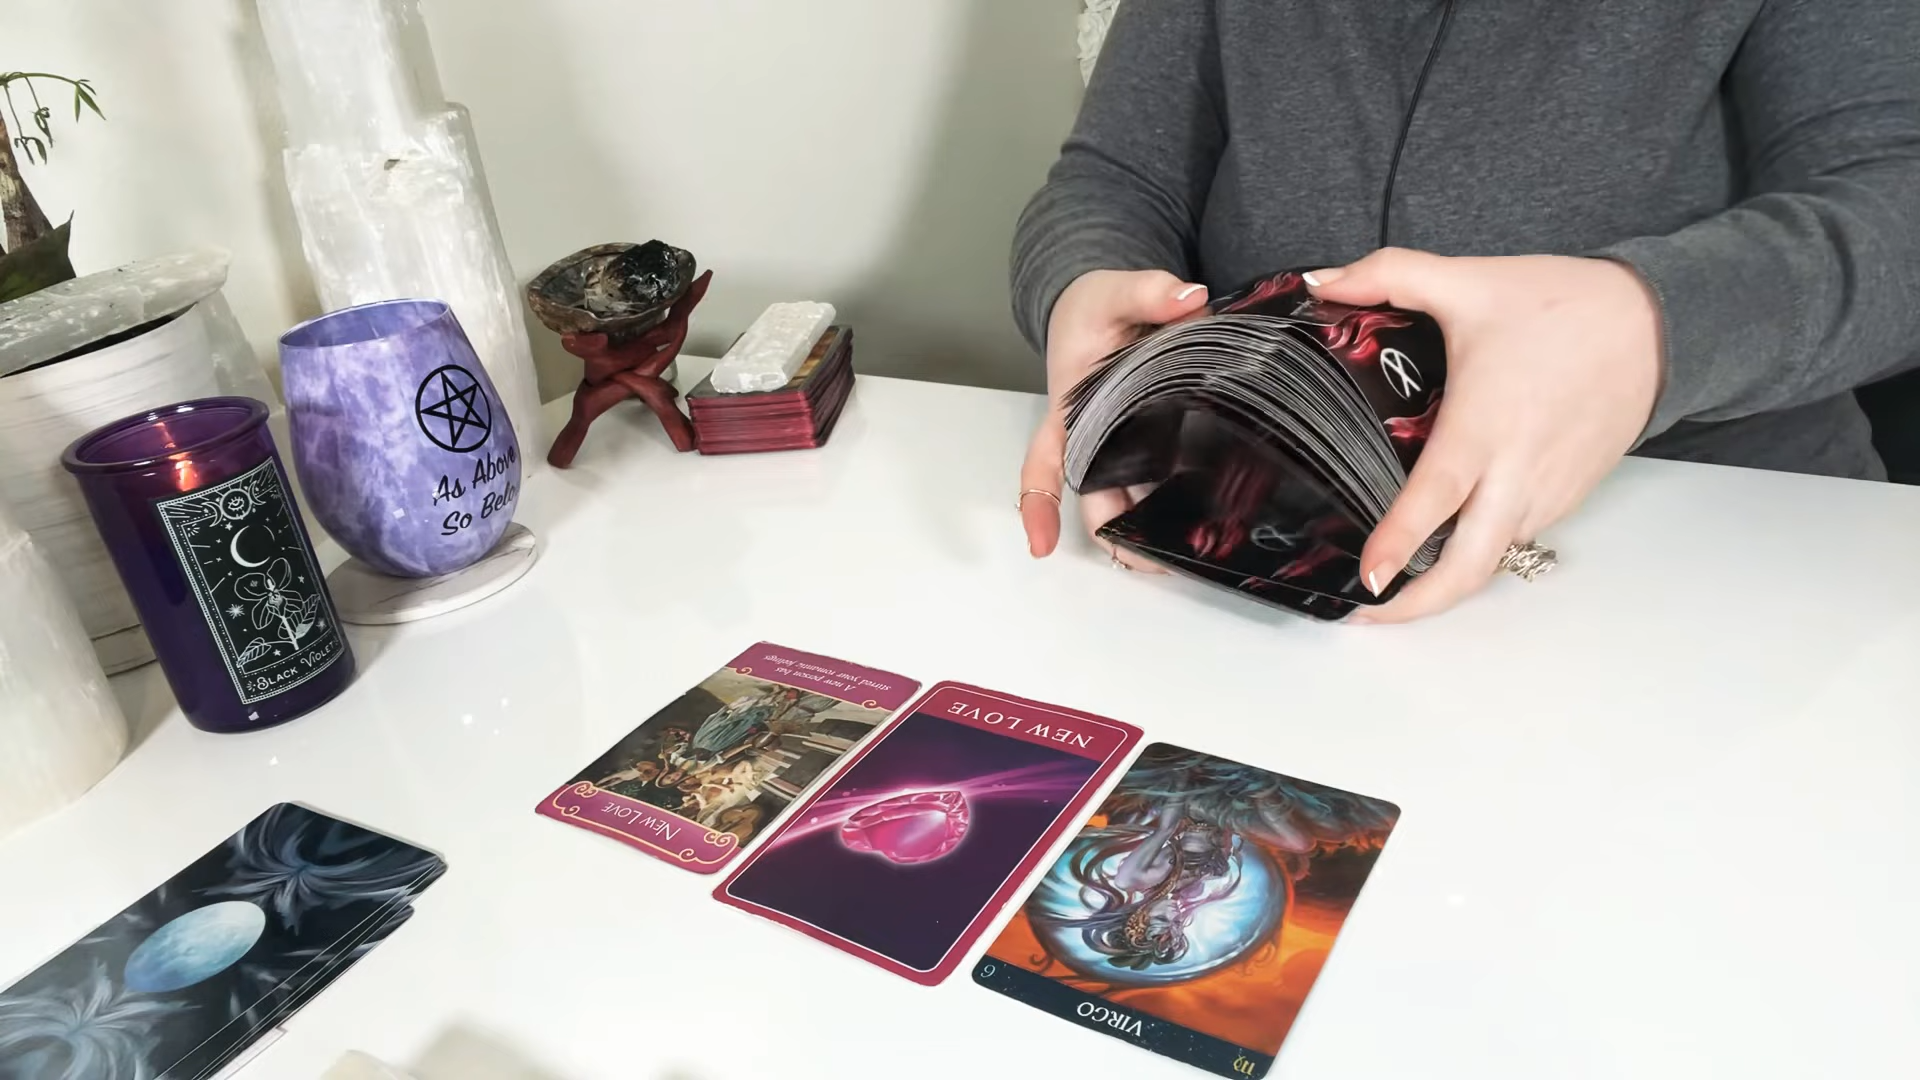 As Above
So Belo
BLACK VIOLET
A new person has
stirred your romantic feelings
NEW LOVE
NEW LOVE
6
VIRGO
♍